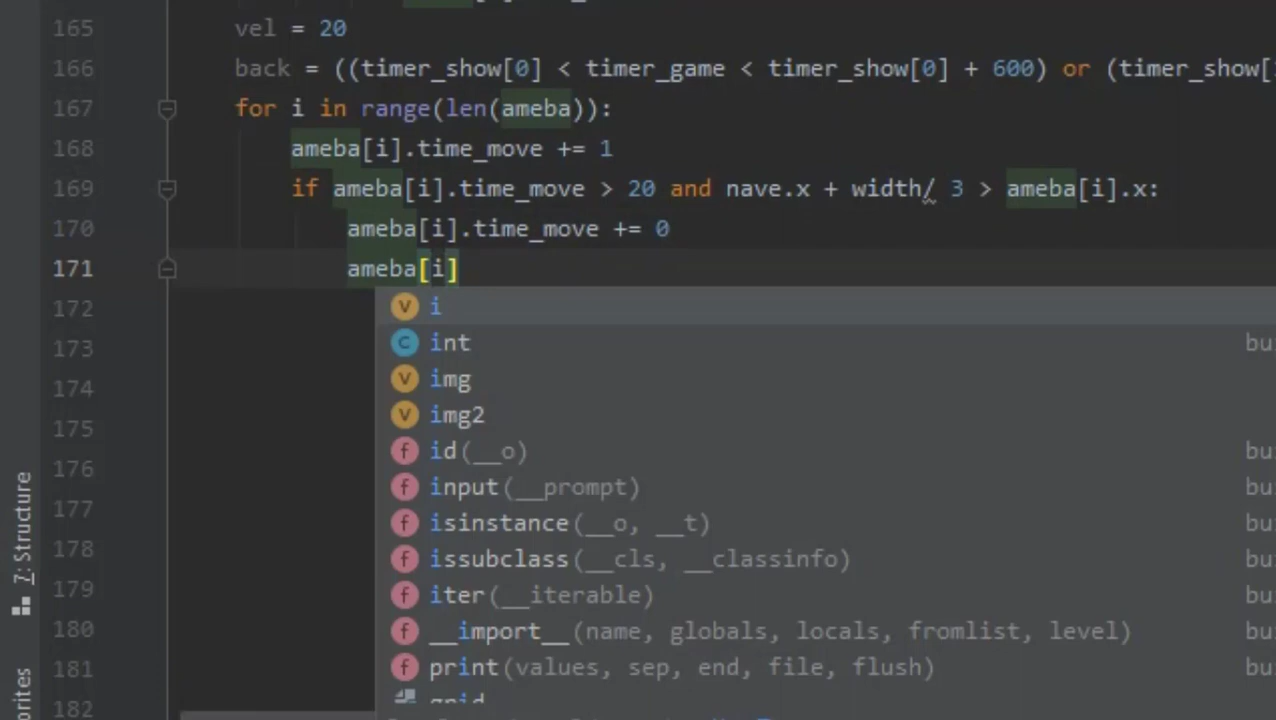 165 vel = 20
166 back = ((timer_show[0] < timer_game < timer_show[0] + 600) or (timer_show[
167 for i in range(len(ameba)):
168 ameba[i].time_move += 1
169 if ameba[i].time_move > 20 and nave.x + width/ 3 > ameba[i].x:
170 ameba[i].time_move += 0
171 ameba[i]
172 V i
173 C int bu
174 V img
175 V img2
176 f id(__o) bu
177 f input(__prompt) bu
178 f isinstance(__o, __t) bu
f issubclass(__cls, __classinfo) bu
179 f iter(__iterable) bu
180 f __import__(name, globals, locals, fromlist, level)
181 f print(values, sep, end, file, flush) bu
182 grid
7: Structure
orites